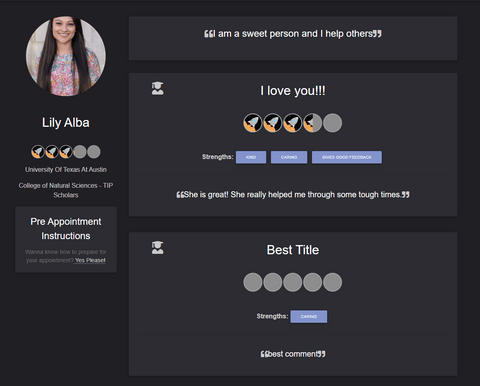 Lily Alba
University Of Texas At Austin
College of Natural Sciences - TIP
Scholars
Pre Appointment
Instructions
Wanna know how to prepare for
your appointment? Yes Please!
I am a sweet person and I help others
I love you!!!
Strengths: KIND CARING GIVES GOOD FEEDBACK
She is great! She really helped me through some tough times.
Best Title
Strengths: CARING
best comment